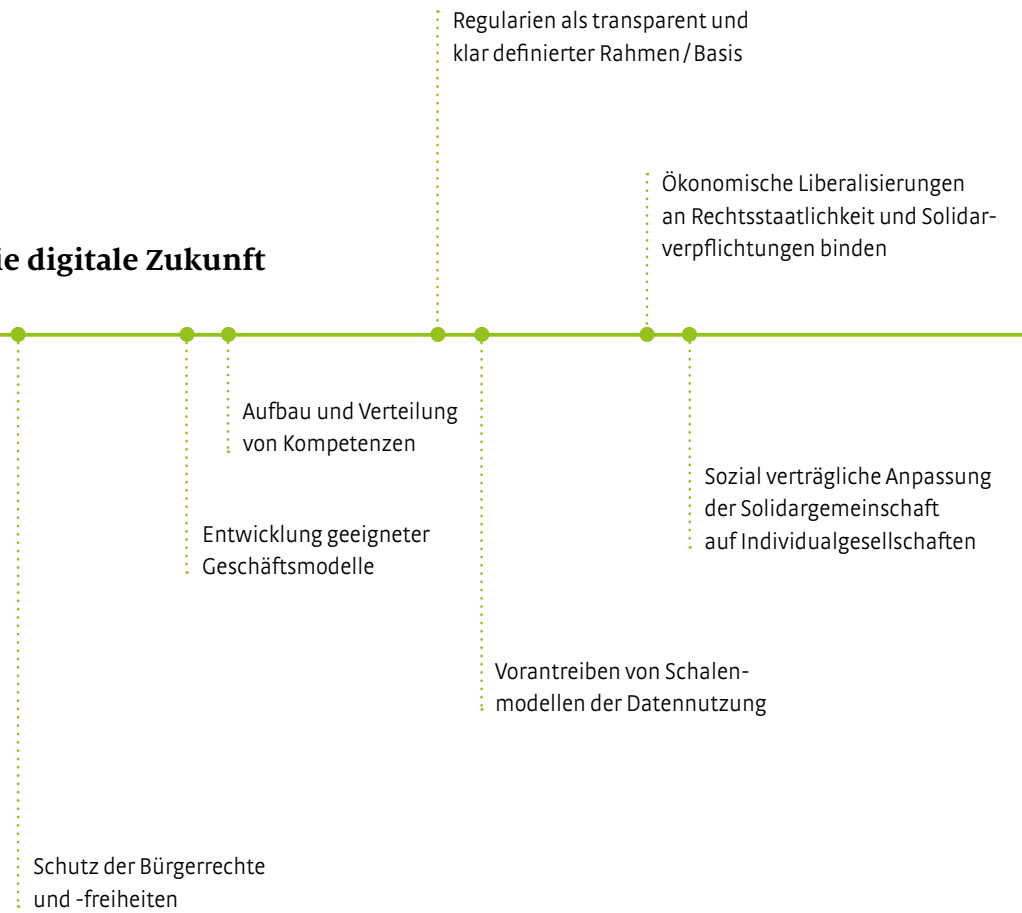 Regularien als transparent und
klar definierter Rahmen / Basis
Ökonomische Liberalisierungen
an Rechtsstaatlichkeit und Solidar-
verpflichtungen binden
ie digitale Zukunft
Aufbau und Verteilung
von Kompetenzen
Sozial verträgliche Anpassung
der Solidargemeinschaft
auf Individualgesellschaften
Entwicklung geeigneter
Geschäftsmodelle
Vorantreiben von Schalen-
modellen der Datennutzung
Schutz der Bürgerrechte
und -freiheiten